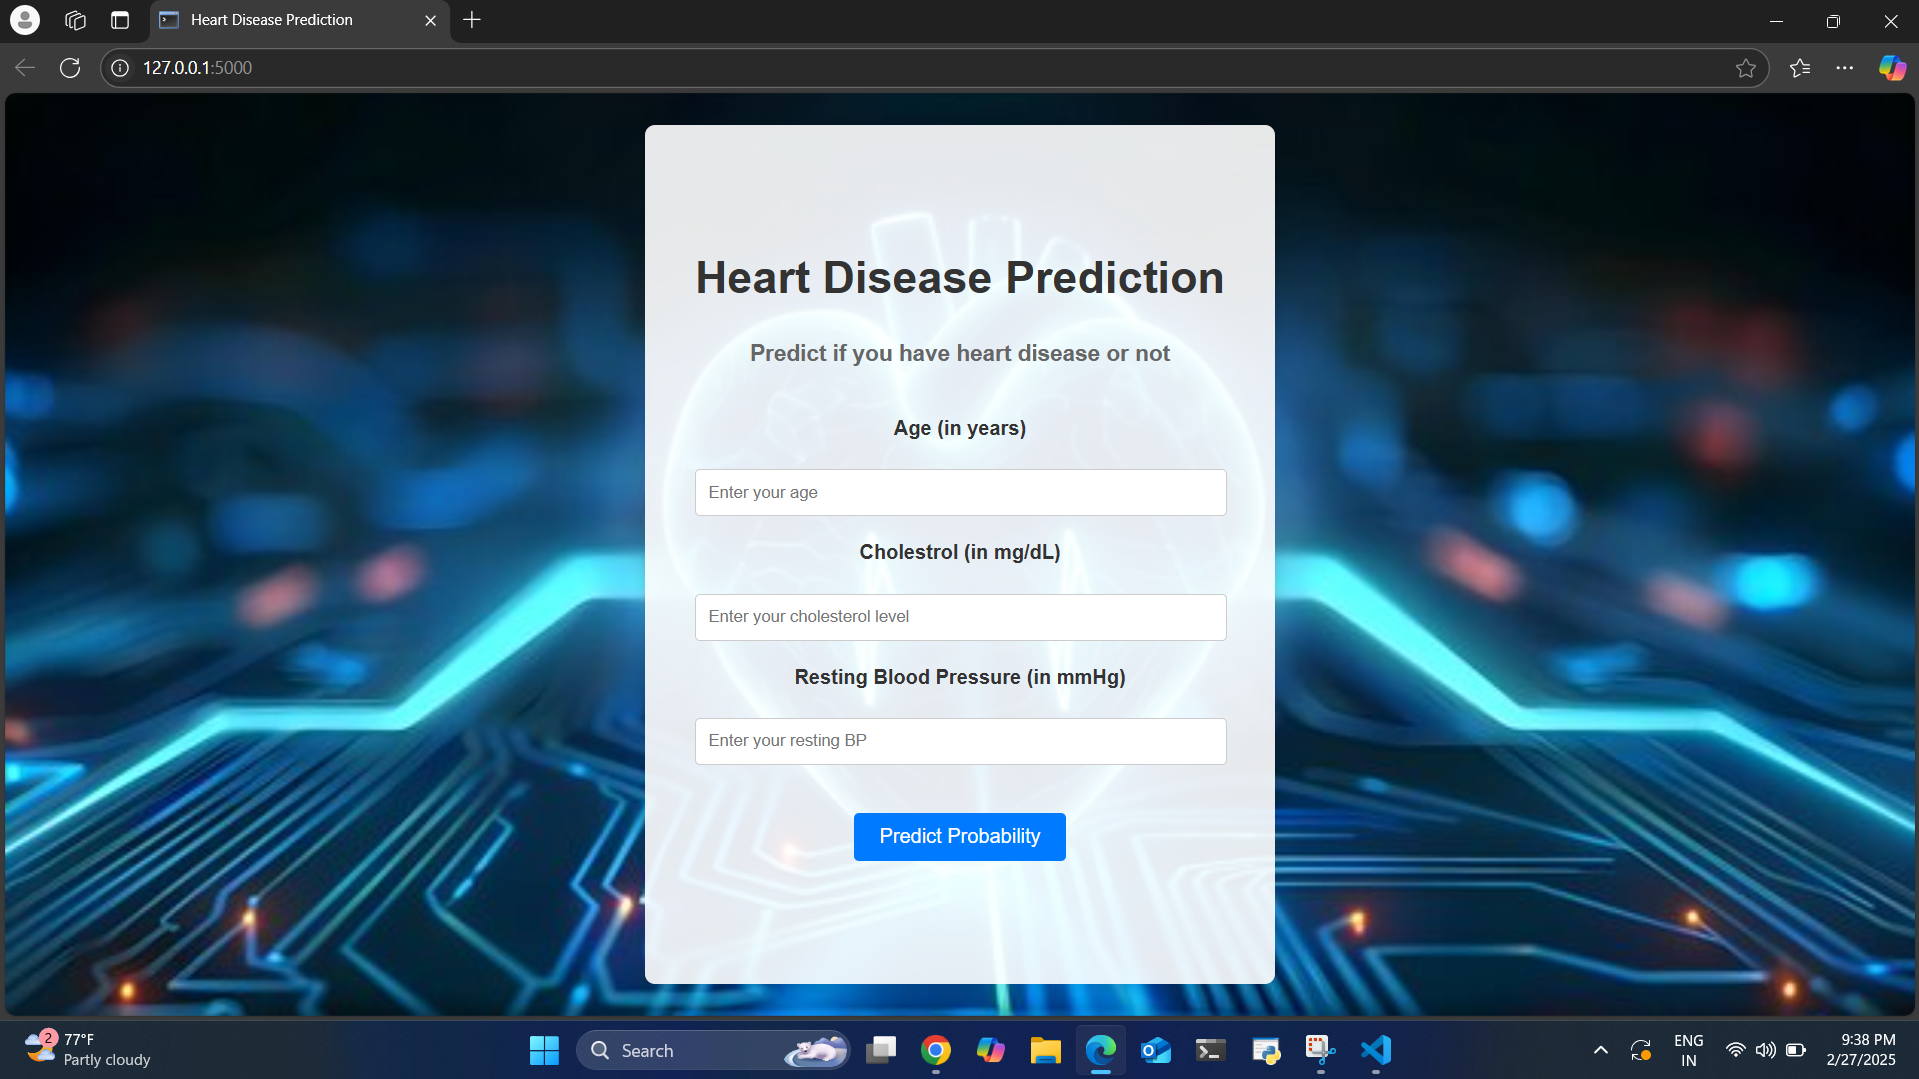 Heart Disease Prediction
127.0.0.1:5000
Heart Disease Prediction
Predict if you have heart disease or not
Age (in years)
Enter your age
Cholestrol (in mg/dL)
Enter your cholesterol level
Resting Blood Pressure (in mmHg)
Enter your resting BP
Predict Probability
2
77°F
Partly cloudy
Search
ENG
IN
9:38 PM
2/27/2025